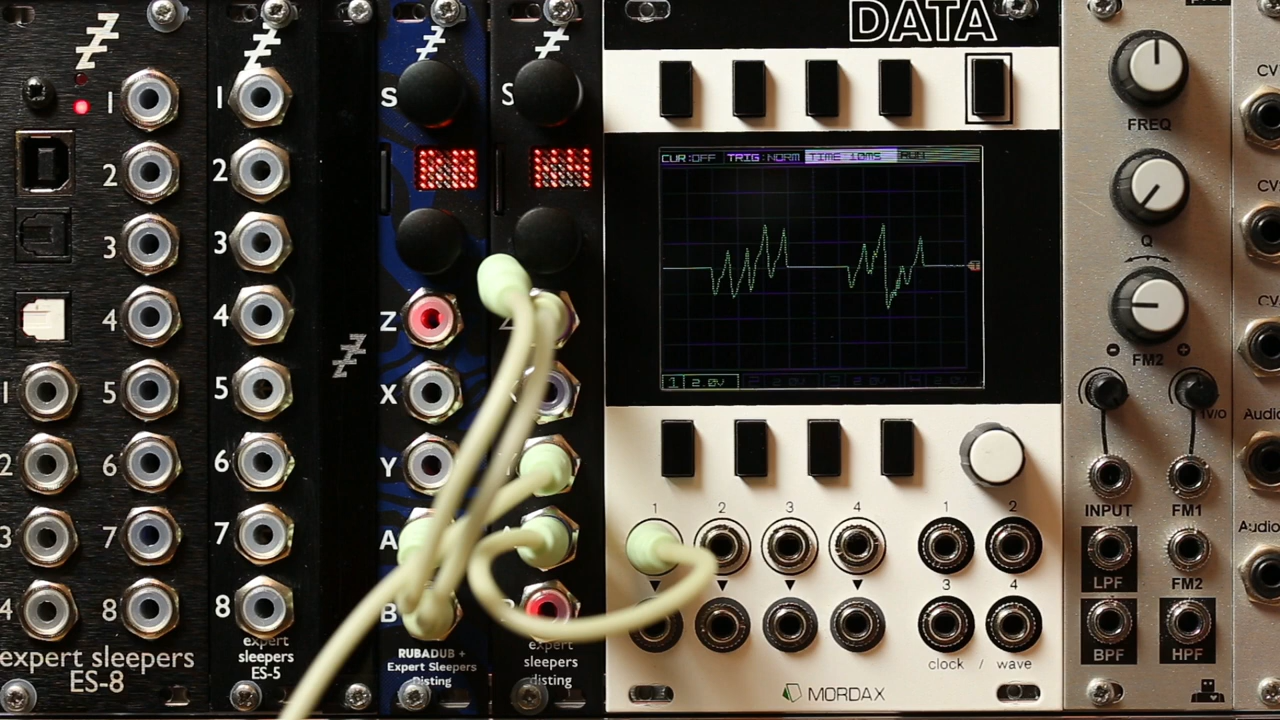 DATA
CUR:OFF TRIG:NORM TIME 10MS
1 2.0V
1
2
3
4
5
6
7
8
1
2
3
4
expert sleepers
ES-8
1
2
3
4
5
6
7
8
expert
sleepers
ES-5
S
Z
X
Y
A
B
RUBADUB +
Expert Sleepers
Disting
S
expert
sleepers
disting
1 2 3 4
1 2
3 4
clock / wave
MORDAX
FREQ
Q
FM2
1V/O
INPUT FM1
LPF FM2
BPF HPF
CV
CV
CV
Audio
Audio